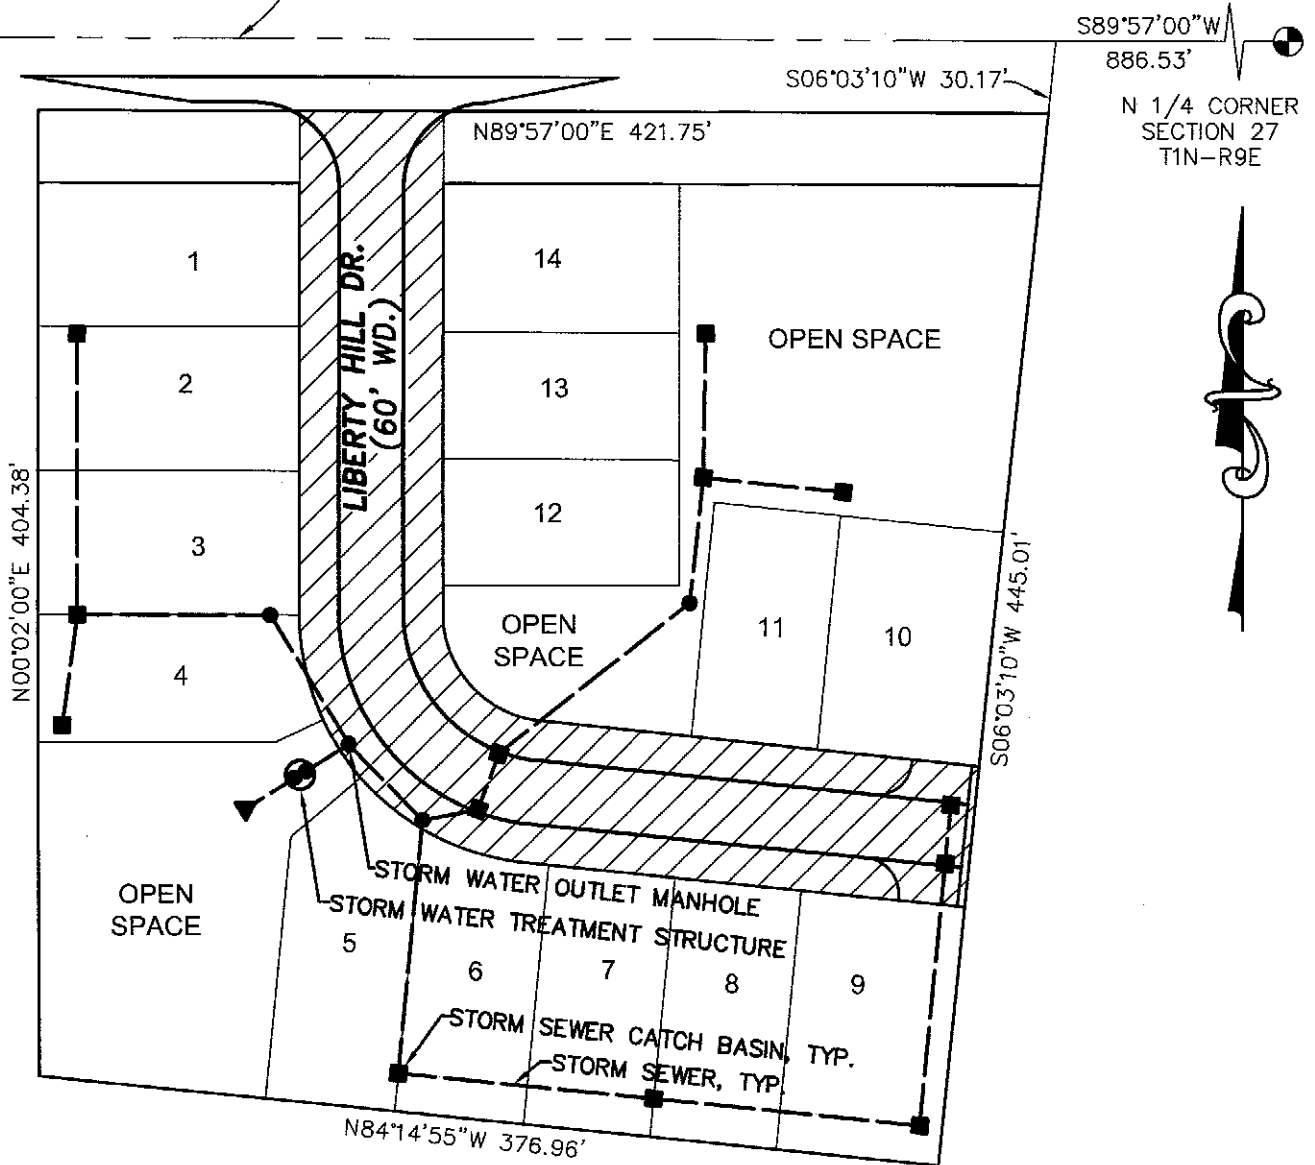 S89°57'00"W
886.53'
S06°03'10"W 30.17'
N 1/4 CORNER
SECTION 27
T1N-R9E
N89°57'00"E 421.75'
1
14
LIBERTY HILL DR.
(60' WD.)
OPEN SPACE
2
13
12
3
N00°02'00"E 404.38'
S06°03'10"W 445.01'
OPEN
SPACE
11
10
4
STORM WATER OUTLET MANHOLE
STORM WATER TREATMENT STRUCTURE
OPEN
SPACE
5
6
7
8
9
STORM SEWER CATCH BASIN, TYP.
STORM SEWER, TYP.
N84°14'55"W 376.96'